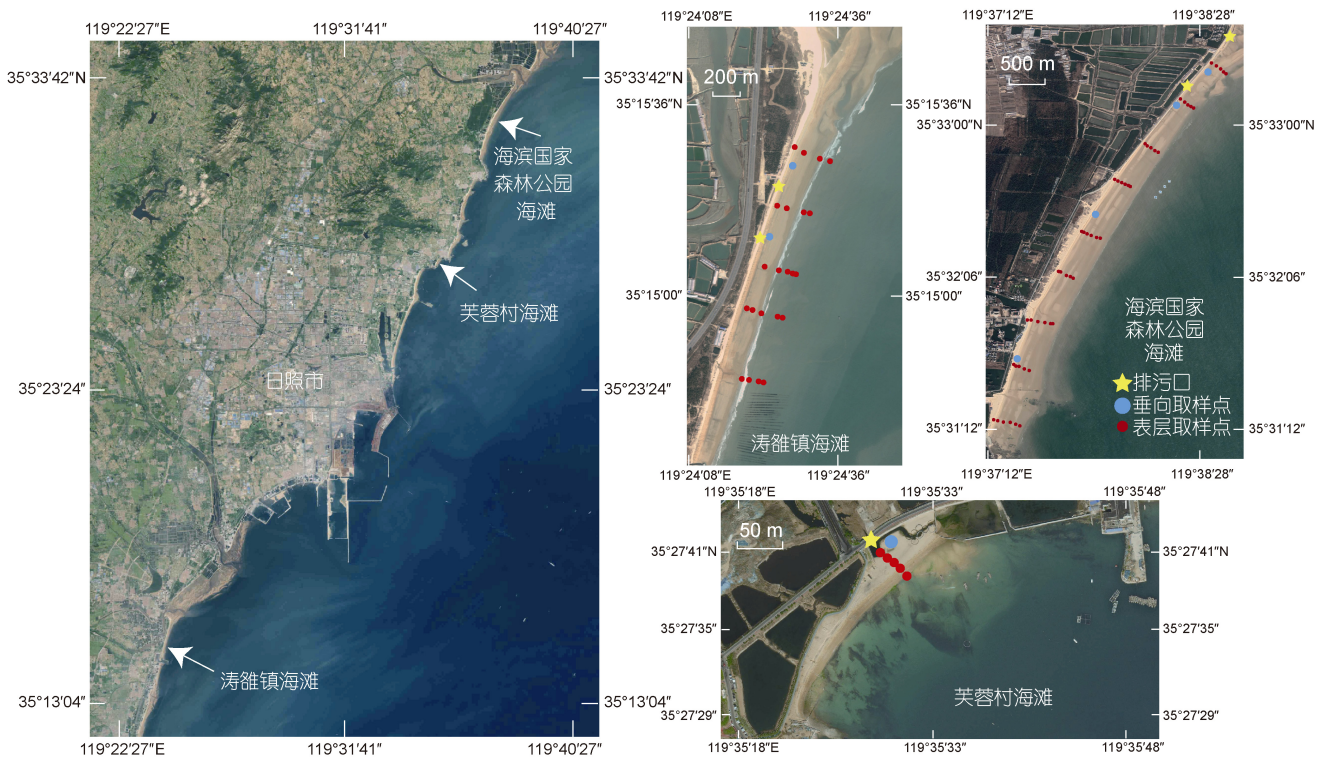 119°22′27″E
119°31′41″
119°40′27″
35°33′42″
35°33′42″N
海滨国家
森林公园
海滩
芙蓉村海滩
日照市
35°23′24″
35°23′24″
涛雒镇海滩
35°13′04″
35°13′04″
119°22′27″E
119°31′41″
119°40′27″
119°24′08″E
119°24′36″
200 m
35°15′36″N
35°15′36″N
35°15′00″
35°15′00″
涛雒镇海滩
119°24′08″E
119°24′36″
119°37′12″E
119°38′28″
500 m
35°33′00″N
35°33′00″N
35°32′06″
35°32′06″
海滨国家
森林公园
海滩
排污口
垂向取样点
表层取样点
35°31′12″
35°31′12″
119°37′12″E
119°38′28″
119°35′18″E
119°35′33″
119°35′48″
50 m
35°27′41″N
35°27′41″N
35°27′35″
35°27′35″
芙蓉村海滩
35°27′29″
35°27′29″
119°35′18″E
119°35′33″
119°35′48″